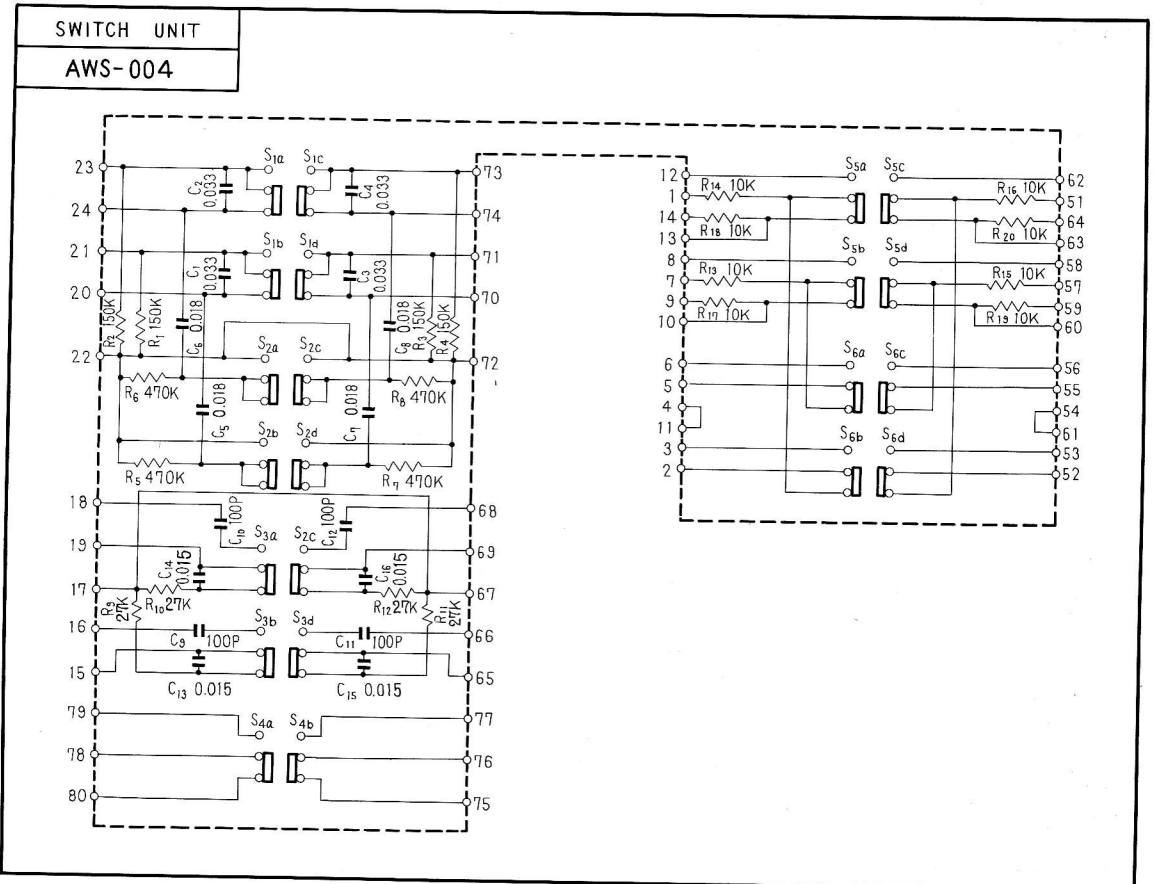 SWITCH UNIT
AWS-004
23 S1a S1c 73
C2 0.033 C4 0.033
24 74
21 S1b S1d 71
C1 0.033 C3 0.033
20 70
R2 150K R1 150K C6 0.018 C8 0.018 R3 150K R4 150K
22 S2a S2c 72
R6 470K R8 470K
C5 0.018 C7 0.018
S2b S2d
R5 470K R7 470K
18 C10 100P C12 100P 68
S3a S2c
19 C14 0.015 C16 0.015 69
17 R10 27K R12 27K 67
R9 27K R11 27K
16 S3b S3d 66
C9 100P C11 100P
15 65
C13 0.015 C15 0.015
79 S4a S4b 77
78 76
80 75
12 S5a S5c 62
1 R14 10K R16 10K 51
14 64
R18 10K R20 10K
13 63
8 S5b S5d 58
7 R13 10K R15 10K 57
9 59
R17 10K R19 10K
10 60
6 S6a S6c 56
5 55
4 54
11 61
3 S6b S6d 53
2 52